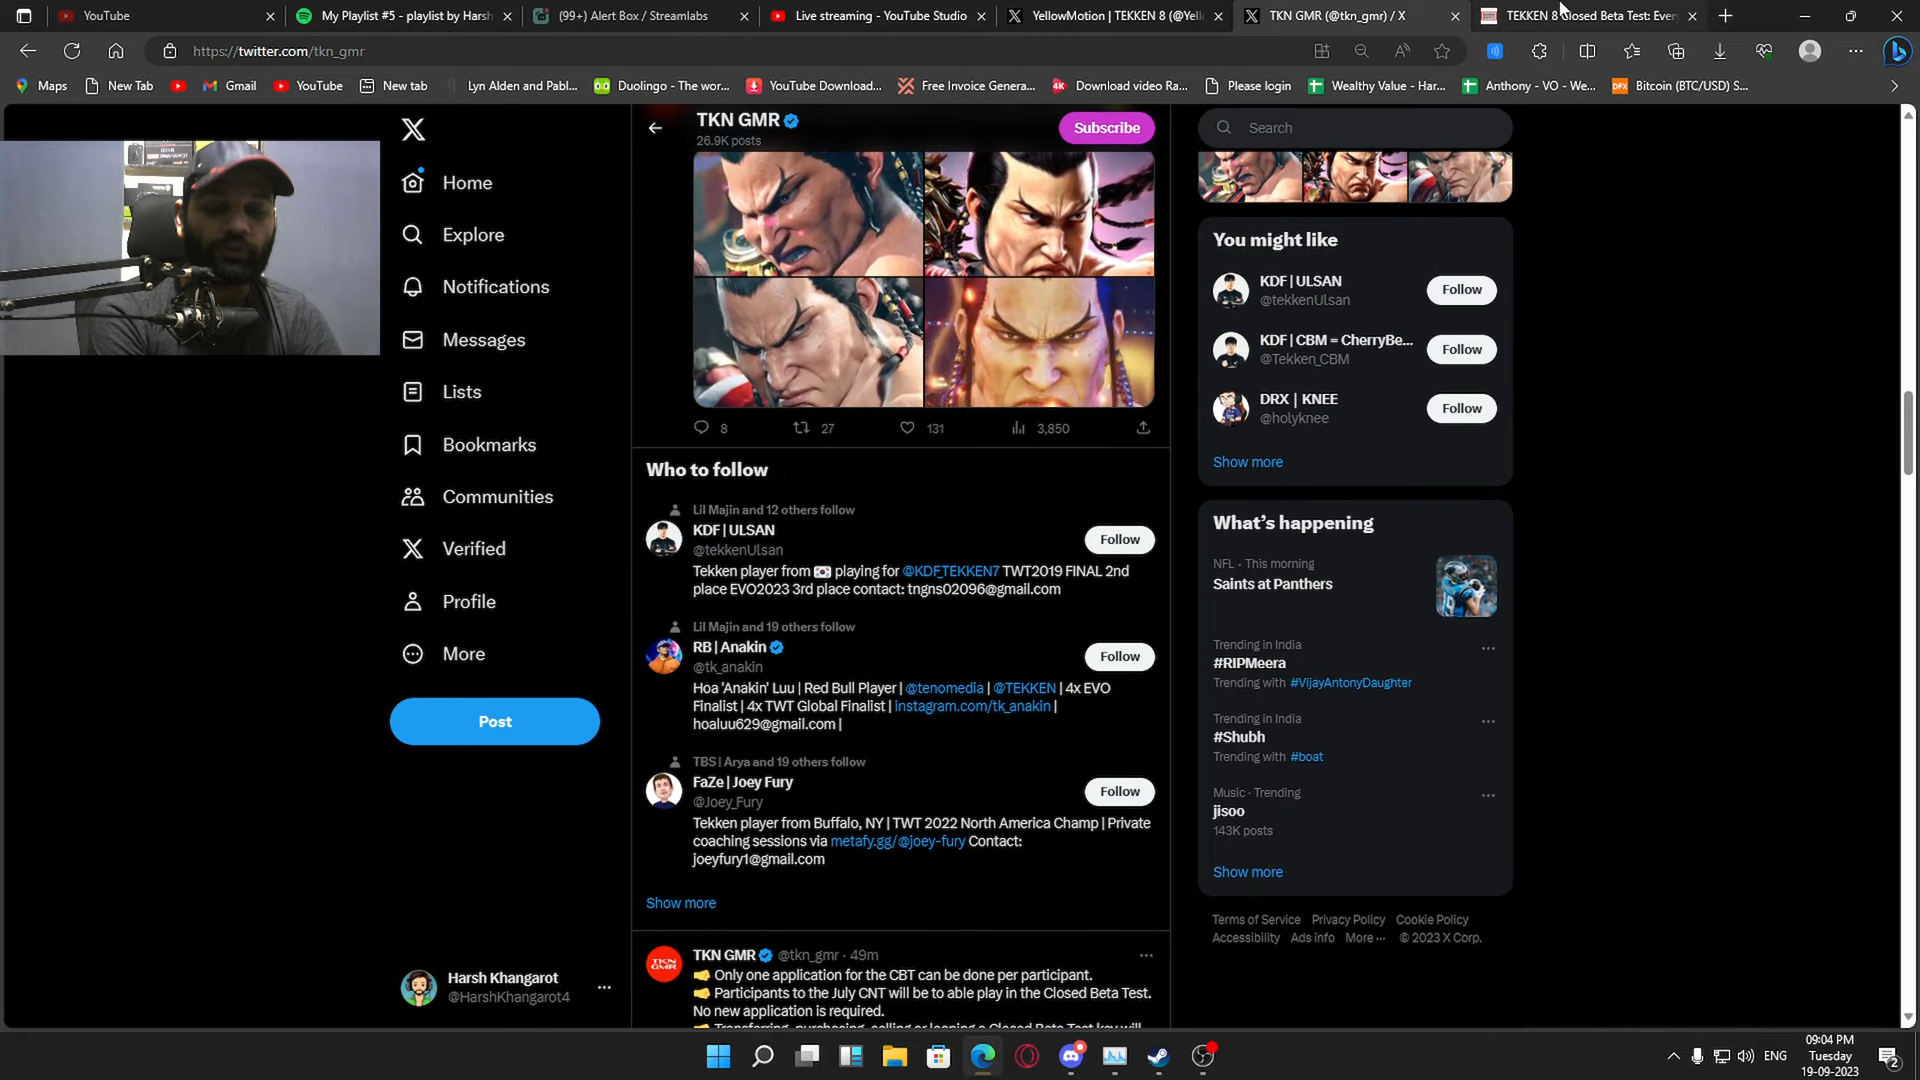 YouTube
My Playlist #5 - playlist by Harsh
(99+) Alert Box / Streamlabs
Live streaming - YouTube Studio
YellowMotion | TEKKEN 8 (@Yell
TKN GMR (@tkn_gmr) / X
TEKKEN 8 Closed Beta Test: Every
https://twitter.com/tkn_gmr
Maps
New Tab
Gmail
YouTube
New tab
Lyn Alden and Pabl...
Duolingo - The wor...
YouTube Download...
Free Invoice Genera...
Download video Ra...
Please login
Wealthy Value - Har...
Anthony - VO - We...
Bitcoin (BTC/USD) S...
Home
Explore
Notifications
Messages
Lists
Bookmarks
Communities
Verified
Profile
More
Post
Harsh Khangarot
@HarshKhangarot4
TKN GMR
26.9K posts
Subscribe
8
27
131
3,850
Who to follow
Lil Majin and 12 others follow
KDF | ULSAN
@tekkenUlsan
Follow
Tekken player from 🇰🇷 playing for @KDF_TEKKEN7 TWT2019 FINAL 2nd
place EVO2023 3rd place contact: tngns02096@gmail.com
Lil Majin and 19 others follow
RB | Anakin
@tk_anakin
Follow
Hoa 'Anakin' Luu | Red Bull Player | @tenomedia | @TEKKEN | 4x EVO
Finalist | 4x TWT Global Finalist | instagram.com/tk_anakin |
hoaluu629@gmail.com |
TBS | Arya and 19 others follow
FaZe | Joey Fury
@Joey_Fury
Follow
Tekken player from Buffalo, NY | TWT 2022 North America Champ | Private
coaching sessions via metafy.gg/@joey-fury Contact:
joeyfury1@gmail.com
Show more
TKN GMR
TKN GMR @tkn_gmr · 49m
Only one application for the CBT can be done per participant.
Participants to the July CNT will be to able play in the Closed Beta Test.
No new application is required.
Transferring, purchasing, selling or loaning a Closed Beta Test key will
Search
You might like
KDF | ULSAN
@tekkenUlsan
Follow
KDF | CBM = CherryBe...
@Tekken_CBM
Follow
DRX | KNEE
@holyknee
Follow
Show more
What's happening
NFL · This morning
Saints at Panthers
Trending in India
#RIPMeera
Trending with #VijayAntonyDaughter
Trending in India
#Shubh
Trending with #boat
Music · Trending
jisoo
143K posts
Show more
Terms of Service Privacy Policy Cookie Policy
Accessibility Ads info More ··· © 2023 X Corp.
ENG
09:04 PM
Tuesday
19-09-2023
2